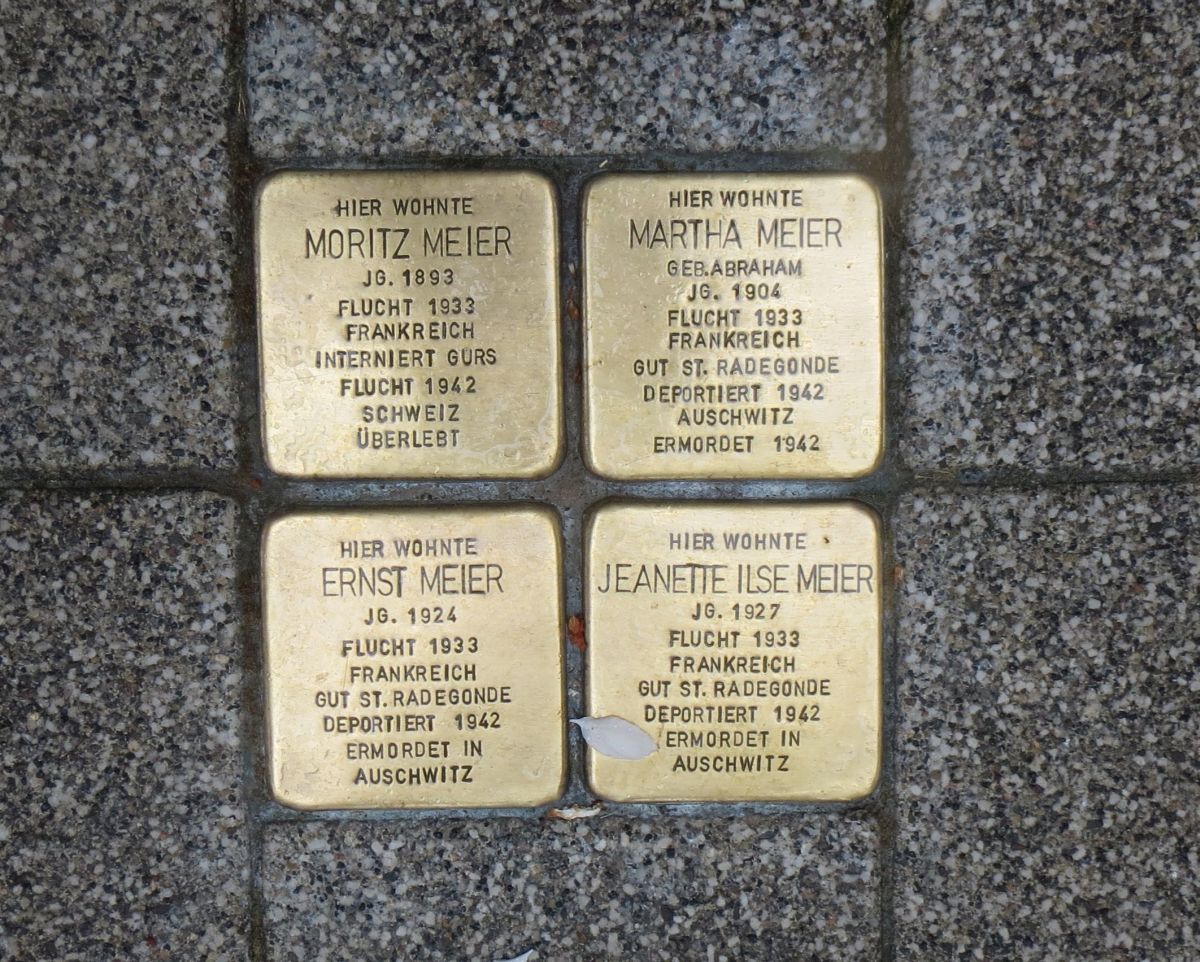 HIER WOHNTE
MORITZ MEIER
JG. 1893
FLUCHT 1933
FRANKREICH
INTERNIERT GURS
FLUCHT 1942
SCHWEIZ
ÜBERLEBT
HIER WOHNTE
MARTHA MEIER
GEB. ABRAHAM
JG. 1904
FLUCHT 1933
FRANKREICH
GUT ST. RADEGONDE
DEPORTIERT 1942
AUSCHWITZ
ERMORDET 1942
HIER WOHNTE
ERNST MEIER
JG. 1924
FLUCHT 1933
FRANKREICH
GUT ST. RADEGONDE
DEPORTIERT 1942
ERMORDET IN
AUSCHWITZ
HIER WOHNTE
JEANETTE ILSE MEIER
JG. 1927
FLUCHT 1933
FRANKREICH
GUT ST. RADEGONDE
DEPORTIERT 1942
ERMORDET IN
AUSCHWITZ